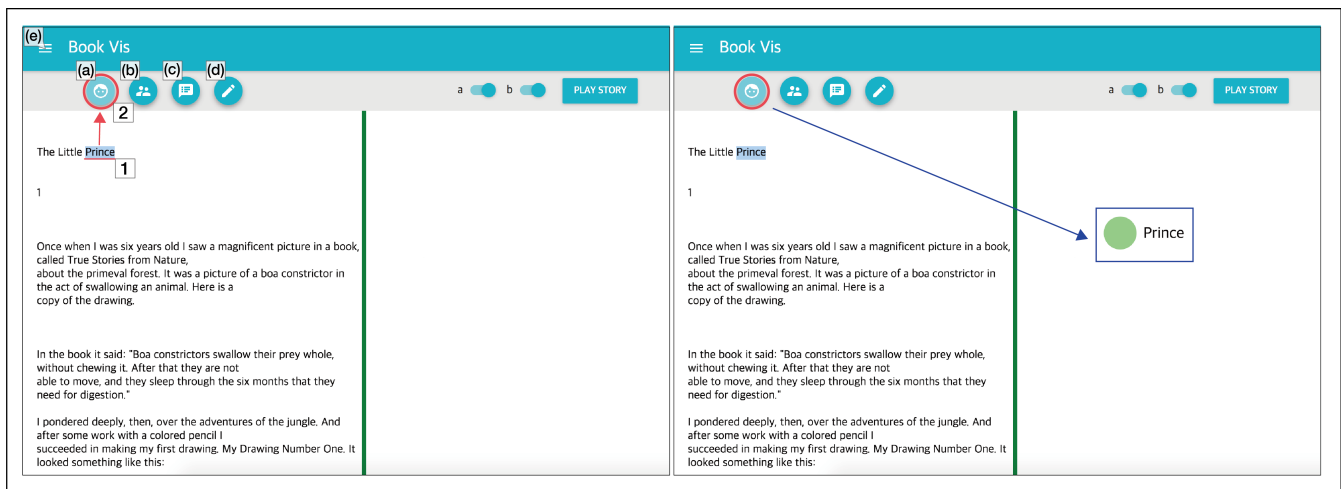 (e)
Book Vis
(a) (b) (c) (d)
a b PLAY STORY
2
The Little Prince
1
1
Once when I was six years old I saw a magnificent picture in a book,
called True Stories from Nature,
about the primeval forest. It was a picture of a boa constrictor in
the act of swallowing an animal. Here is a
copy of the drawing.
In the book it said: "Boa constrictors swallow their prey whole,
without chewing it. After that they are not
able to move, and they sleep through the six months that they
need for digestion."
I pondered deeply, then, over the adventures of the jungle. And
after some work with a colored pencil I
succeeded in making my first drawing. My Drawing Number One. It
looked something like this:
Book Vis
a b PLAY STORY
The Little Prince
1
Once when I was six years old I saw a magnificent picture in a book,
called True Stories from Nature,
about the primeval forest. It was a picture of a boa constrictor in
the act of swallowing an animal. Here is a
copy of the drawing.
In the book it said: "Boa constrictors swallow their prey whole,
without chewing it. After that they are not
able to move, and they sleep through the six months that they
need for digestion."
I pondered deeply, then, over the adventures of the jungle. And
after some work with a colored pencil I
succeeded in making my first drawing. My Drawing Number One. It
looked something like this:
Prince